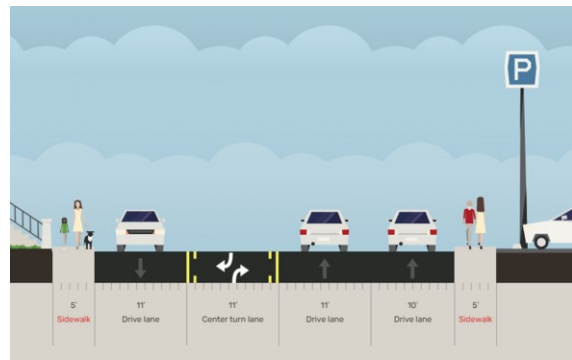 P
5'
Sidewalk
11'
Drive lane
11'
Center turn lane
11'
Drive lane
10'
Drive lane
5'
Sidewalk